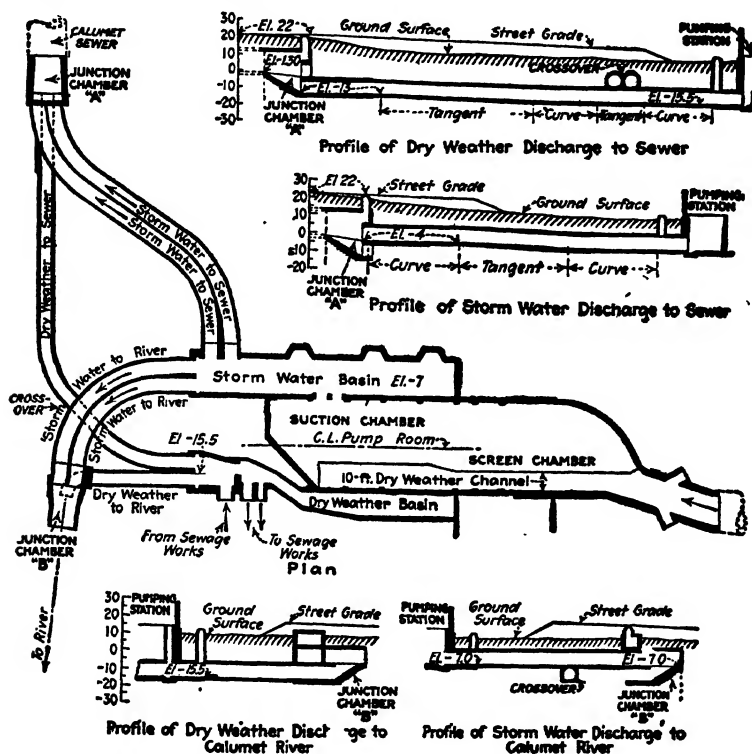 CALUMET
SEWER
JUNCTION
CHAMBER
"A"
Dry Weather to Sewer
Storm Water to Sewer
Storm Water to Sewer
30
20
10
0
-10
-20
-30
El. 22
Ground Surface
Street Grade
PUMPING
STATION
El.-1.30
CROSSOVER
El.-13
El.-15.5
JUNCTION
CHAMBER
"A"
Tangent
Curve
Tangent
Curve
Profile of Dry Weather Discharge to Sewer
30
20
10
0
-20
El. 22
Street Grade
Ground Surface
PUMPING
STATION
El.-4
JUNCTION
CHAMBER
"A"
Curve
Tangent
Curve
Profile of Storm Water Discharge to Sewer
Storm Water to River
Storm Water to River
CROSS-
OVER
Storm Water Basin El.-7
SUCTION CHAMBER
C.L. Pump Room
El-15.5
SCREEN CHAMBER
10-ft. Dry Weather Channel
Dry Weather Basin
Dry Weather
to River
JUNCTION
CHAMBER
"B"
From Sewage
Works
To Sewage
Works
Plan
To River
30
20
10
0
-10
-20
-30
PUMPING
STATION
Ground
Surface
Street Grade
El-15.5
JUNCTION
CHAMBER
"B"
Profile of Dry Weather Discharge to
Calumet River
PUMPING
STATION
Ground
Surface
Street Grade
El.-7.0
El-7.0
CROSSOVER
JUNCTION
CHAMBER
"B"
Profile of Storm Water Discharge to
Calumet River